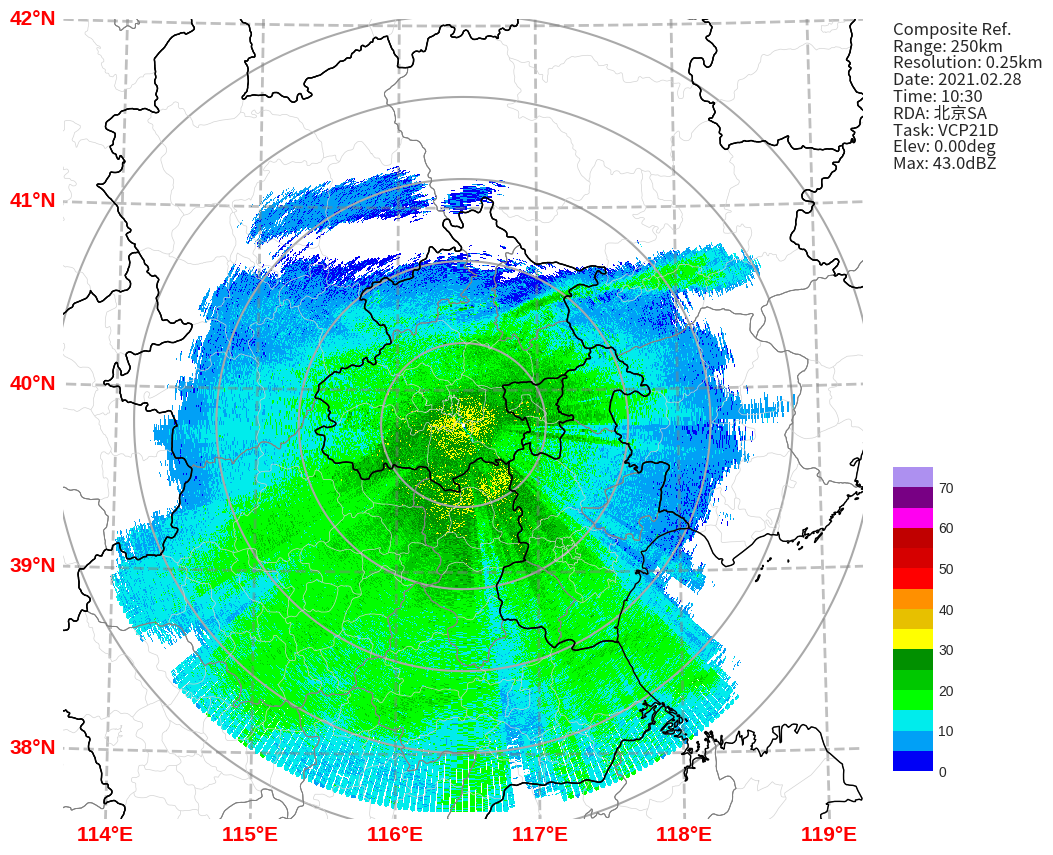 42°N
41°N
40°N
39°N
38°N
114°E
115°E
116°E
117°E
118°E
119°E
Composite Ref.
Range: 250km
Resolution: 0.25km
Date: 2021.02.28
Time: 10:30
RDA: 北京SA
Task: VCP21D
Elev: 0.00deg
Max: 43.0dBZ
70
60
50
40
30
20
10
0